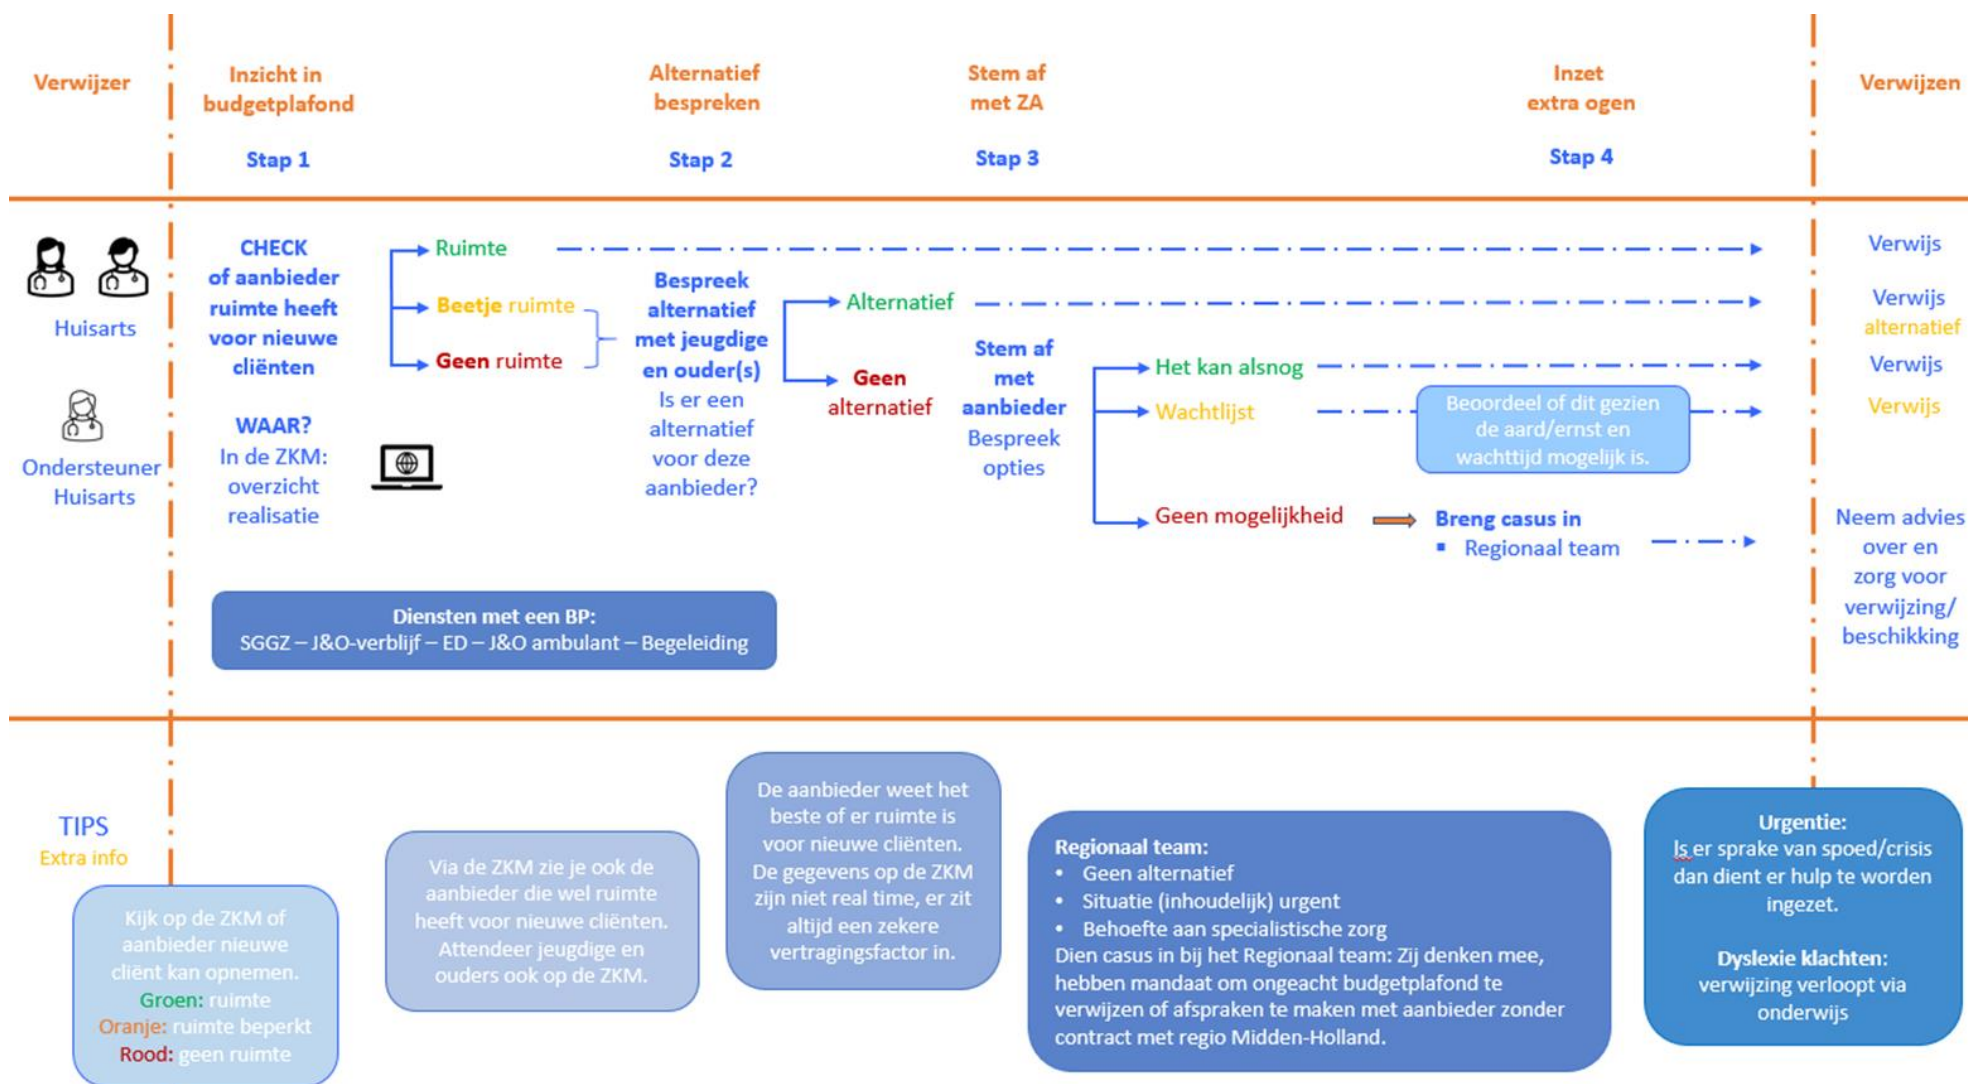 Verwijzer
Inzicht in
budgetplafond
Stap 1
Alternatief
bespreken
Stap 2
Stem af
met ZA
Stap 3
Inzet
extra ogen
Stap 4
Verwijzen
Huisarts
Ondersteuner
Huisarts
CHECK
of aanbieder
ruimte heeft
voor nieuwe
cliënten
WAAR?
In de ZKM:
overzicht
realisatie
Ruimte
Beetje ruimte
Geen ruimte
Bespreek
alternatief
met jeugdige
en ouder(s)
Is er een
alternatief
voor deze
aanbieder?
Alternatief
Geen
alternatief
Stem af
met
aanbieder
Bespreek
opties
Het kan alsnog
Wachtlijst
Geen mogelijkheid
Beoordeel of dit gezien
de aard/ernst en
wachttijd mogelijk is.
Breng casus in
▪ Regionaal team
Verwijs
Verwijs
alternatief
Verwijs
Verwijs
Neem advies
over en
zorg voor
verwijzing/
beschikking
Diensten met een BP:
SGGZ – J&O-verblijf – ED – J&O ambulant – Begeleiding
TIPS
Extra info
Kijk op de ZKM of
aanbieder nieuwe
cliënt kan opnemen.
Groen: ruimte
Oranje: ruimte beperkt
Rood: geen ruimte
Via de ZKM zie je ook de
aanbieder die wel ruimte
heeft voor nieuwe cliënten.
Attendeer jeugdige en
ouders ook op de ZKM.
De aanbieder weet het
beste of er ruimte is
voor nieuwe cliënten.
De gegevens op de ZKM
zijn niet real time, er zit
altijd een zekere
vertragingsfactor in.
Regionaal team:
• Geen alternatief
• Situatie (inhoudelijk) urgent
• Behoefte aan specialistische zorg
Dien casus in bij het Regionaal team: Zij denken mee,
hebben mandaat om ongeacht budgetplafond te
verwijzen of afspraken te maken met aanbieder zonder
contract met regio Midden-Holland.
Urgentie:
Is er sprake van spoed/crisis
dan dient er hulp te worden
ingezet.
Dyslexie klachten:
verwijzing verloopt via
onderwijs